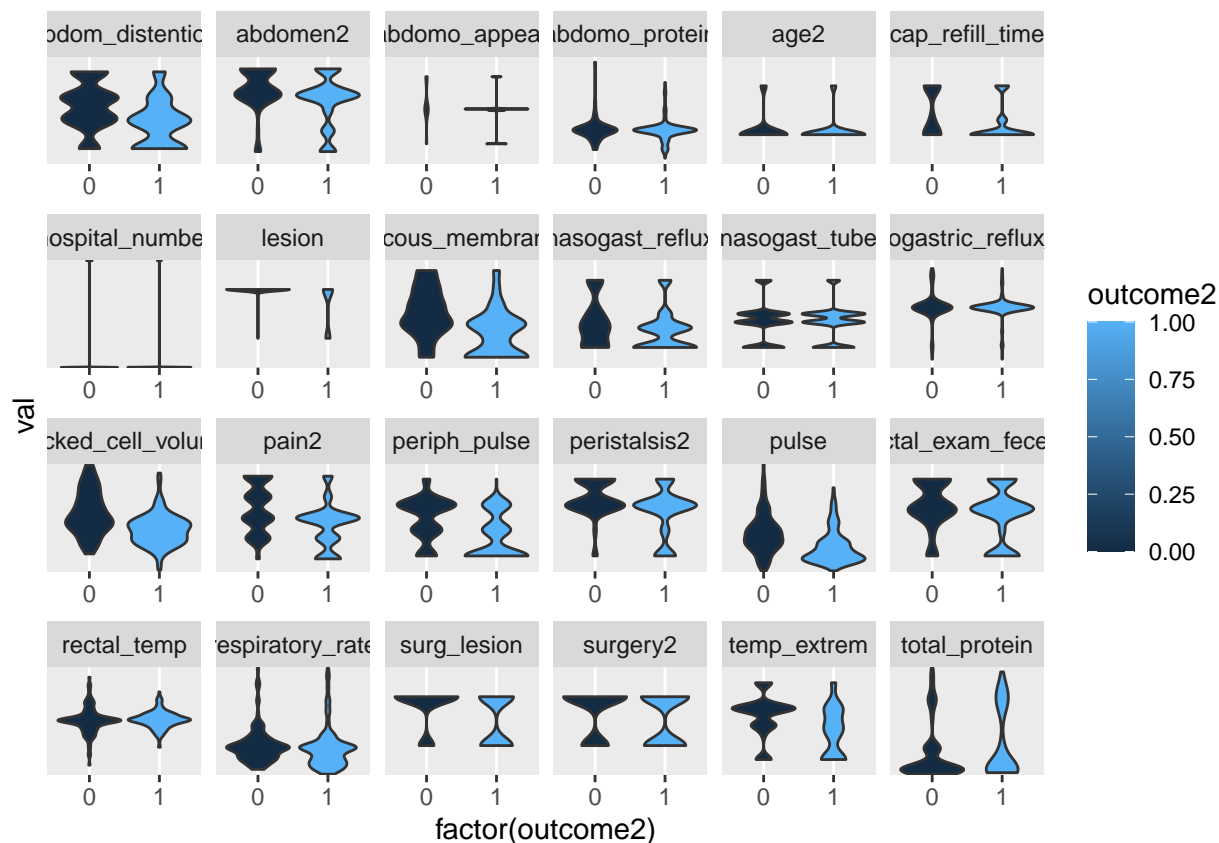 odom_distentio abdomen2 abdomo_appea abdomo_protein age2 cap_refill_time
0 1 0 1 0 1 0 1 0 1 0 1
hospital_numbe lesion cous_membran nasogast_reflux nasogast_tube ogastric_reflux_
0 1 0 1 0 1 0 1 0 1 0 1
cked_cell_volum pain2 periph_pulse peristalsis2 pulse ctal_exam_fece
0 1 0 1 0 1 0 1 0 1 0 1
rectal_temp respiratory_rate surg_lesion surgery2 temp_extrem total_protein
0 1 0 1 0 1 0 1 0 1 0 1
factor(outcome2)
val
outcome2
1.00
0.75
0.50
0.25
0.00